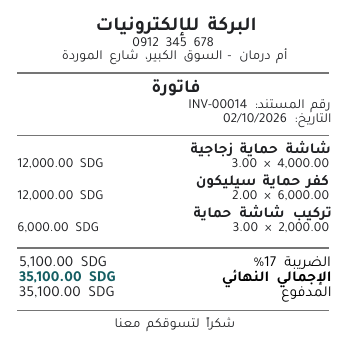 البركة للإلكترونيات
0912 345 678
أم درمان - السوق الكبير، شارع الموردة
فاتورة
رقم المستند: INV-00014
التاريخ: 02/10/2026
شاشة حماية زجاجية
3.00 × 4,000.00 12,000.00 SDG
كفر حماية سيليكون
2.00 × 6,000.00 12,000.00 SDG
تركيب شاشة حماية
3.00 × 2,000.00 6,000.00 SDG
الضريبة 17% 5,100.00 SDG
الإجمالي النهائي 35,100.00 SDG
المدفوع 35,100.00 SDG
شكراً لتسوقكم معنا